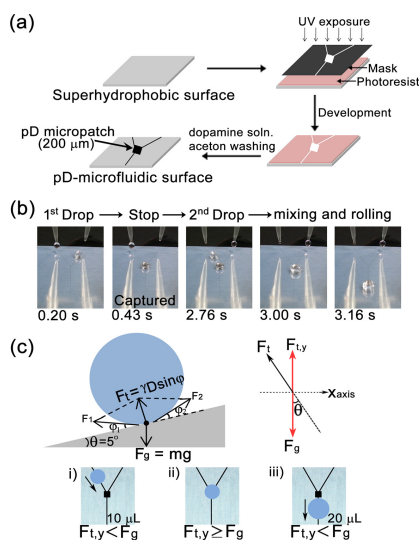 (a)
UV exposure
Mask
Photoresist
Superhydrophobic surface
Development
pD micropatch
(200 μm)
dopamine soln.
aceton washing
pD-microfluidic surface
(b)
1st Drop → Stop → 2nd Drop → mixing and rolling
Captured
0.20 s 0.43 s 2.76 s 3.00 s 3.16 s
(c)
Ft=γDsinφ
F1 φ1 φ2 F2
θ=5°
Fg = mg
Ft Ft,y
Xaxis
θ
Fg
i) ii) iii)
10 μL 20 μL
Ft,y<Fg Ft,y≥Fg Ft,y<Fg